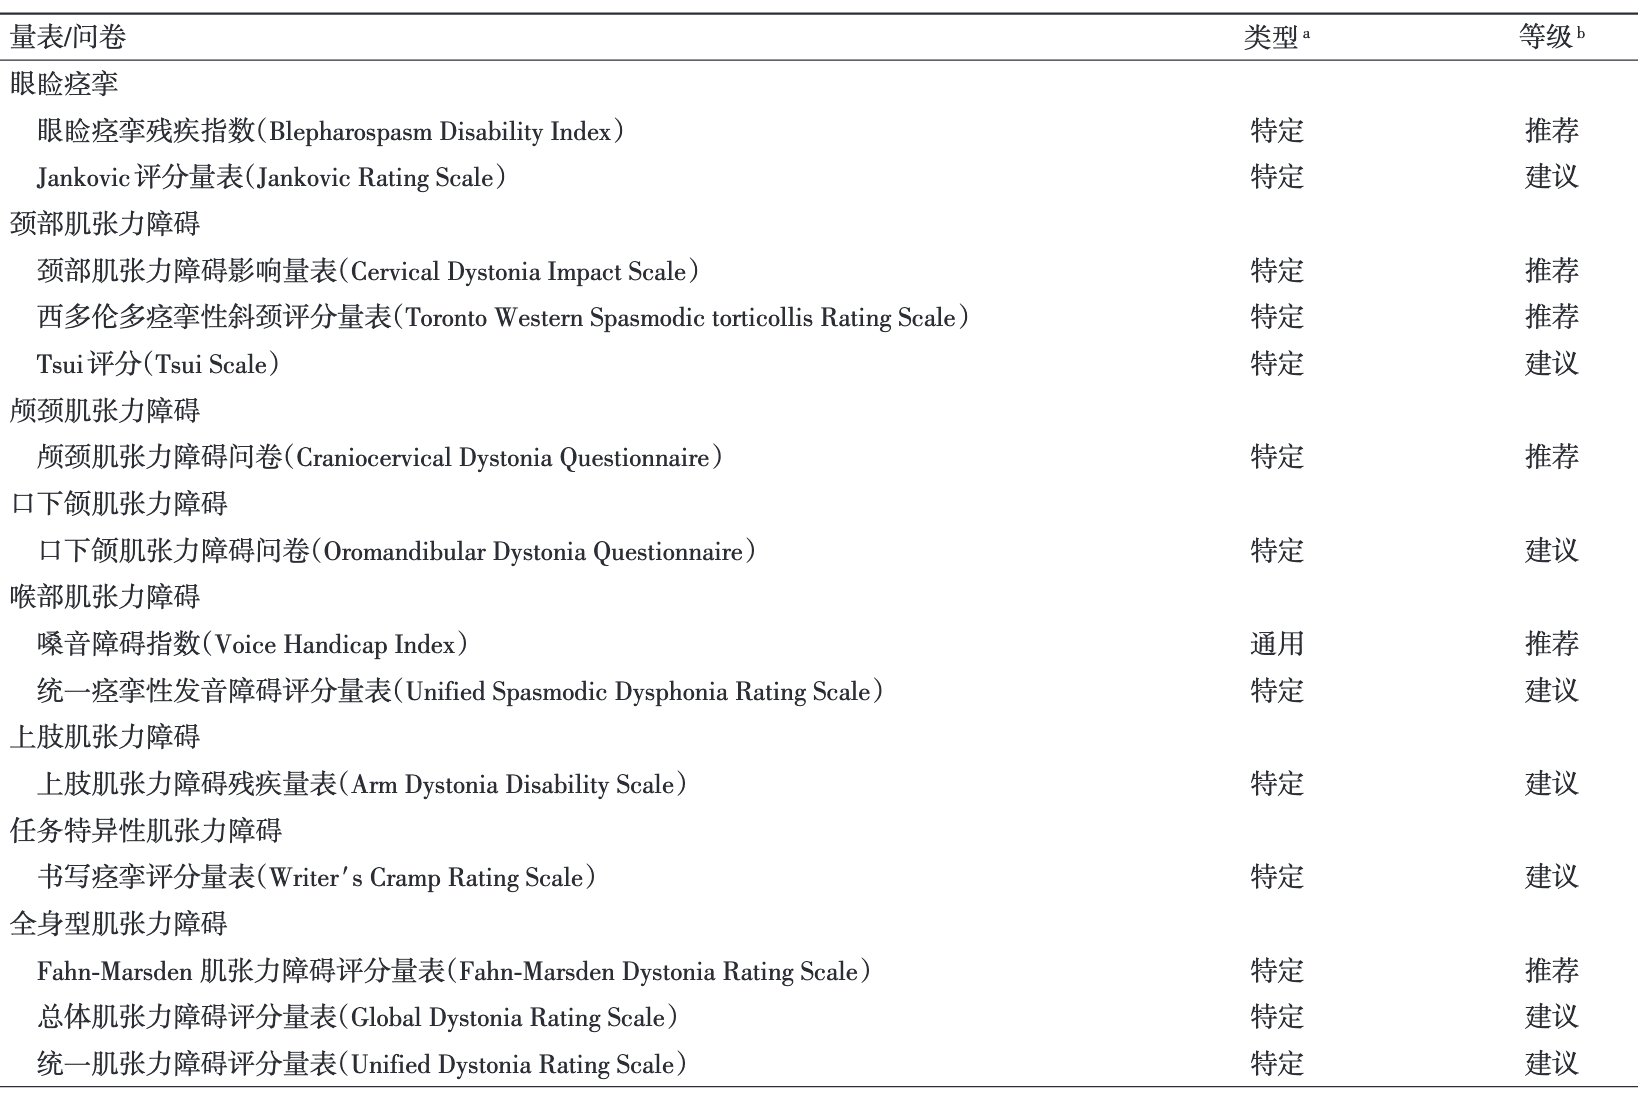 量表/问卷 类型a 等级b
眼睑痉挛
眼睑痉挛残疾指数(Blepharospasm Disability Index) 特定 推荐
Jankovic评分量表(Jankovic Rating Scale) 特定 建议
颈部肌张力障碍
颈部肌张力障碍影响量表(Cervical Dystonia Impact Scale) 特定 推荐
西多伦多痉挛性斜颈评分量表(Toronto Western Spasmodic torticollis Rating Scale) 特定 推荐
Tsui评分(Tsui Scale) 特定 建议
颅颈肌张力障碍
颅颈肌张力障碍问卷(Craniocervical Dystonia Questionnaire) 特定 推荐
口下颌肌张力障碍
口下颌肌张力障碍问卷(Oromandibular Dystonia Questionnaire) 特定 建议
喉部肌张力障碍
嗓音障碍指数(Voice Handicap Index) 通用 推荐
统一痉挛性发音障碍评分量表(Unified Spasmodic Dysphonia Rating Scale) 特定 建议
上肢肌张力障碍
上肢肌张力障碍残疾量表(Arm Dystonia Disability Scale) 特定 建议
任务特异性肌张力障碍
书写痉挛评分量表(Writer's Cramp Rating Scale) 特定 建议
全身型肌张力障碍
Fahn-Marsden 肌张力障碍评分量表(Fahn-Marsden Dystonia Rating Scale) 特定 推荐
总体肌张力障碍评分量表(Global Dystonia Rating Scale) 特定 建议
统一肌张力障碍评分量表(Unified Dystonia Rating Scale) 特定 建议